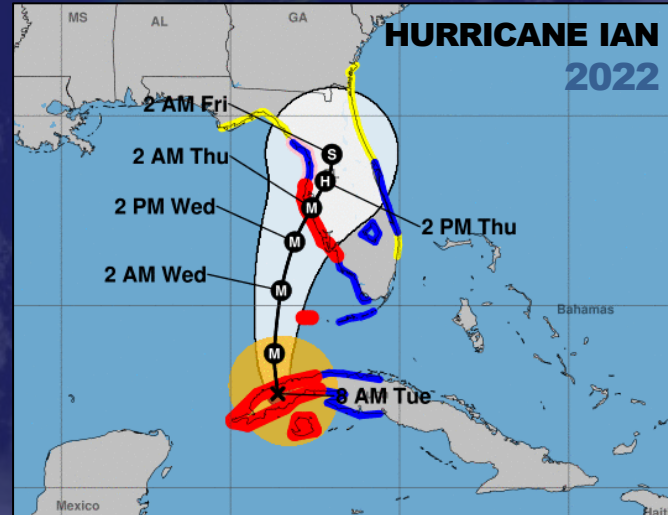 MS
AL
GA
HURRICANE IAN
2022
2 AM Fri
S
2 AM Thu
H
M
2 PM Wed
2 PM Thu
M
2 AM Wed
M
Bahamas
M
8 AM Tue
Mexico
Hait